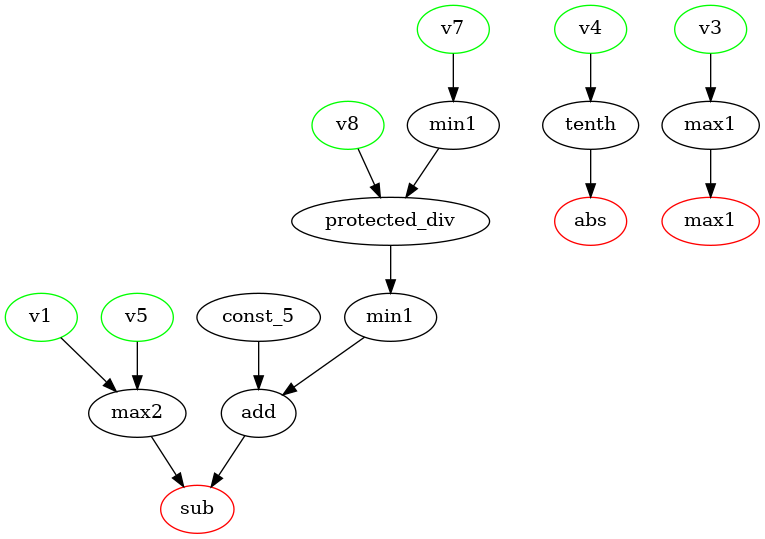 v7
v4
v3
v8
min1
tenth
max1
protected_div
abs
max1
v1
v5
const_5
min1
max2
add
sub